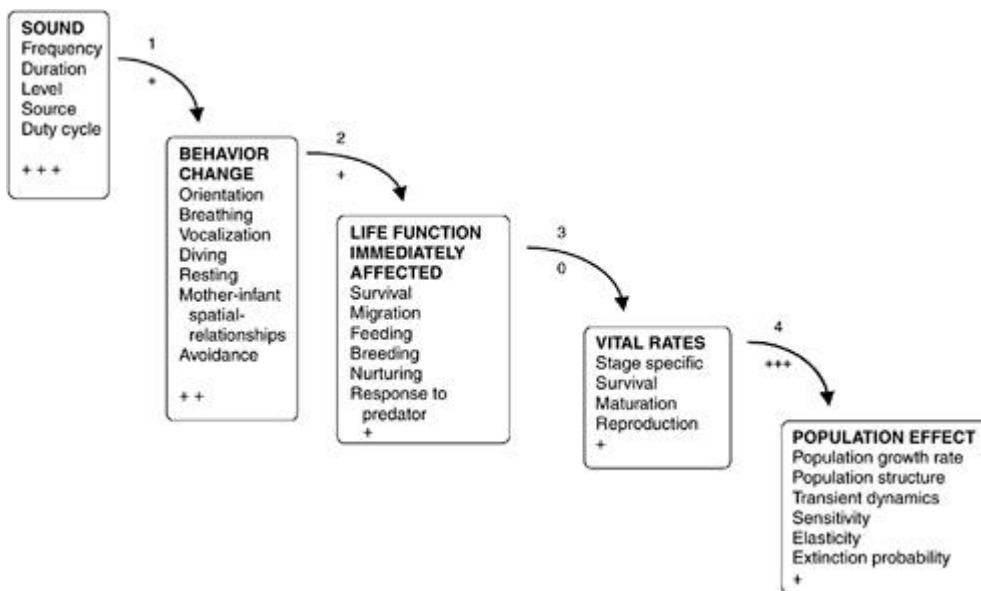 SOUND
Frequency
Duration
Level
Source
Duty cycle
+ + +
1
+
BEHAVIOR
CHANGE
Orientation
Breathing
Vocalization
Diving
Resting
Mother-infant
spatial-
relationships
Avoidance
+ +
2
+
LIFE FUNCTION
IMMEDIATELY
AFFECTED
Survival
Migration
Feeding
Breeding
Nurturing
Response to
predator
+
3
0
VITAL RATES
Stage specific
Survival
Maturation
Reproduction
+
4
+++
POPULATION EFFECT
Population growth rate
Population structure
Transient dynamics
Sensitivity
Elasticity
Extinction probability
+